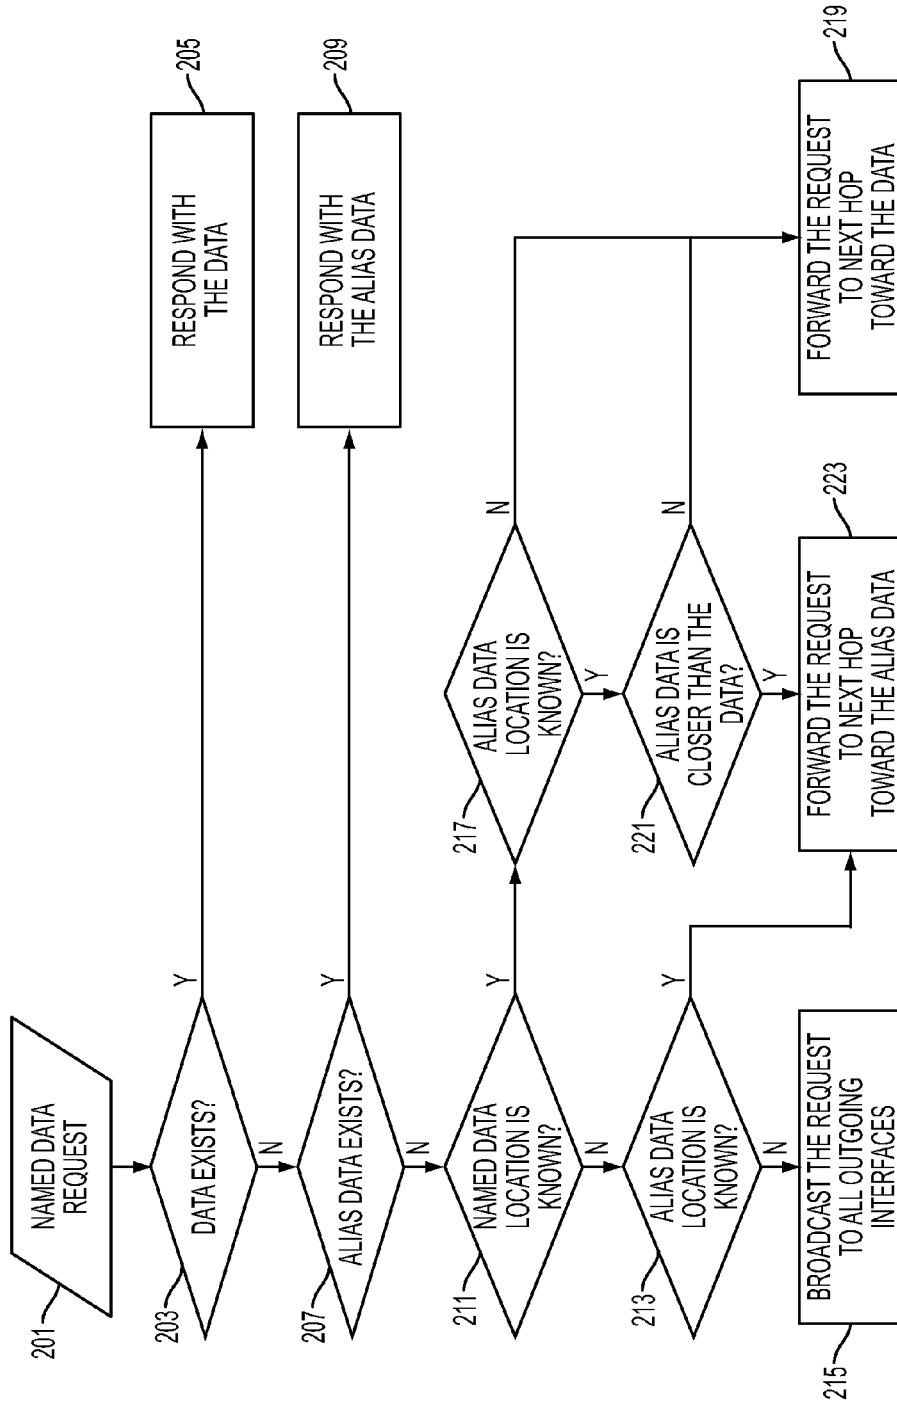 201
NAMED DATA
REQUEST
203
DATA EXISTS?
Y
N
RESPOND WITH
THE DATA
205
207
ALIAS DATA EXISTS?
Y
N
RESPOND WITH
THE ALIAS DATA
209
211
NAMED DATA
LOCATION IS
KNOWN?
Y
N
217
ALIAS DATA
LOCATION IS
KNOWN?
N
Y
213
ALIAS DATA
LOCATION IS
KNOWN?
Y
N
221
ALIAS DATA IS
CLOSER THAN THE
DATA?
N
Y
215
BROADCAST THE REQUEST
TO ALL OUTGOING
INTERFACES
FORWARD THE REQUEST
TO NEXT HOP
TOWARD THE ALIAS DATA
223
FORWARD THE REQUEST
TO NEXT HOP
TOWARD THE DATA
219